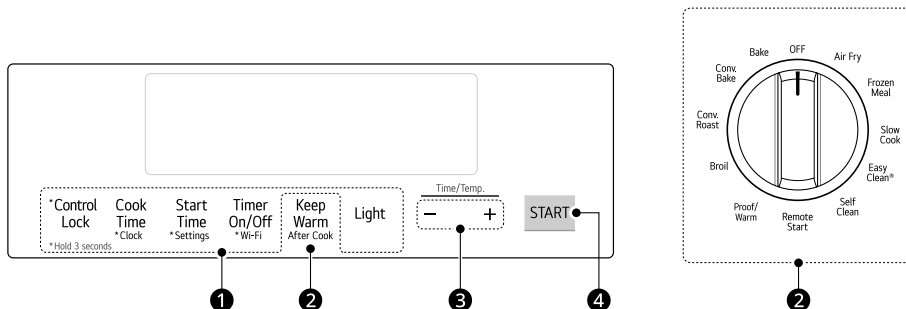 *Control
Lock
Cook
Time
*Clock
Start
Time
*Settings
Timer
On/Off
*Wi-Fi
Keep
Warm
After Cook
Light
*Hold 3 seconds
Time/Temp.
− +
START
1
2
3
4
OFF
Air Fry
Frozen
Meal
Slow
Cook
Easy
Clean®
Self
Clean
Remote
Start
Proof/
Warm
Broil
Conv.
Roast
Conv.
Bake
Bake
2